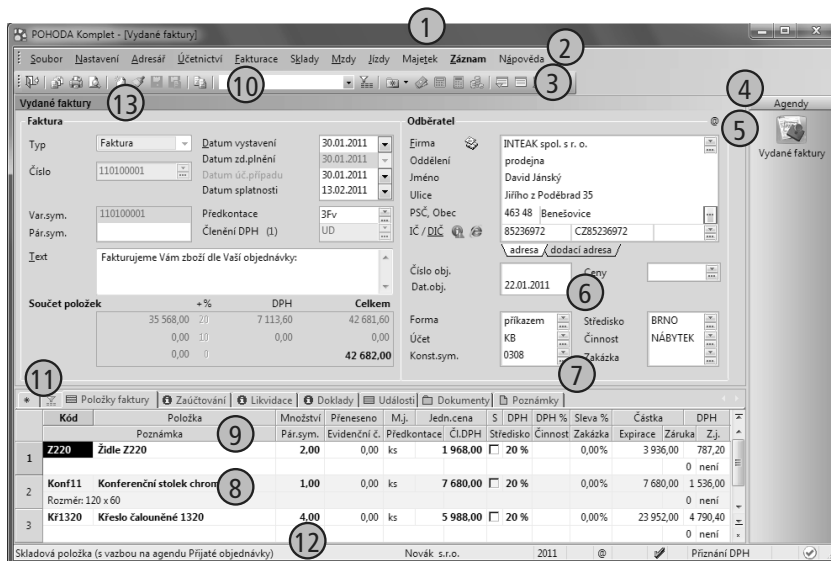 POHODA Komplet - [Vydané faktury]
1
Soubor Nastavení Adresář Účetnictví Fakturace Sklady Mzdy Jízdy Majetek Záznam Nápověda
2
10
3
Vydané faktury
13
4
Agendy
5
Vydané faktury
Faktura
Typ Faktura
Číslo 110100001
Datum vystavení 30.01.2011
Datum zd.plnění 30.01.2011
Datum úč.případu 30.01.2011
Datum splatnosti 13.02.2011
Var.sym. 110100001 Předkontace 3Fv
Pár.sym. Členění DPH (1) UD
Text Fakturujeme Vám zboží dle Vaší objednávky:
Součet položek +% DPH Celkem
35 568,00 20 7 113,60 42 681,60
0,00 10 0,00 0,00
0,00 0
42 682,00
Odběratel @
Firma INTEAK spol. s r. o.
Oddělení prodejna
Jméno David Jánský
Ulice Jiřího z Poděbrad 35
PSČ, Obec 463 48 Benešovice
IČ / DIČ 85236972 CZ85236972
adresa dodací adresa
Číslo obj. Ceny
Dat.obj. 22.01.2011
6
Forma příkazem Středisko BRNO
Účet KB Činnost NÁBYTEK
Konst.sym. 0308 Zakázka
7
11
* Položky faktury Zaúčtování Likvidace Doklady Události Dokumenty Poznámky
Kód Položka Množství Přeneseno M.j. Jedn.cena S DPH DPH % Sleva % Částka DPH
Poznámka 9 Pár.sym. Evidenční č. Předkontace Čl.DPH Středisko Činnost Zakázka Expirace Záruka Z.j.
1 Z220 Židle Z220 2,00 0,00 ks 1 968,00 20 % 0,00% 3 936,00 787,20
0 není
2 Konf11 Konferenční stolek chrom 8 1,00 0,00 ks 7 680,00 20 % 0,00% 7 680,00 1 536,00
Rozměr: 120 x 60 0 není
3 Kř1320 Křeslo čalouněné 1320 4,00 0,00 ks 5 988,00 20 % 0,00% 23 952,00 4 790,40
0 není
12
Skladová položka (s vazbou na agendu Přijaté objednávky) Novák s.r.o. 2011 @ Přiznání DPH